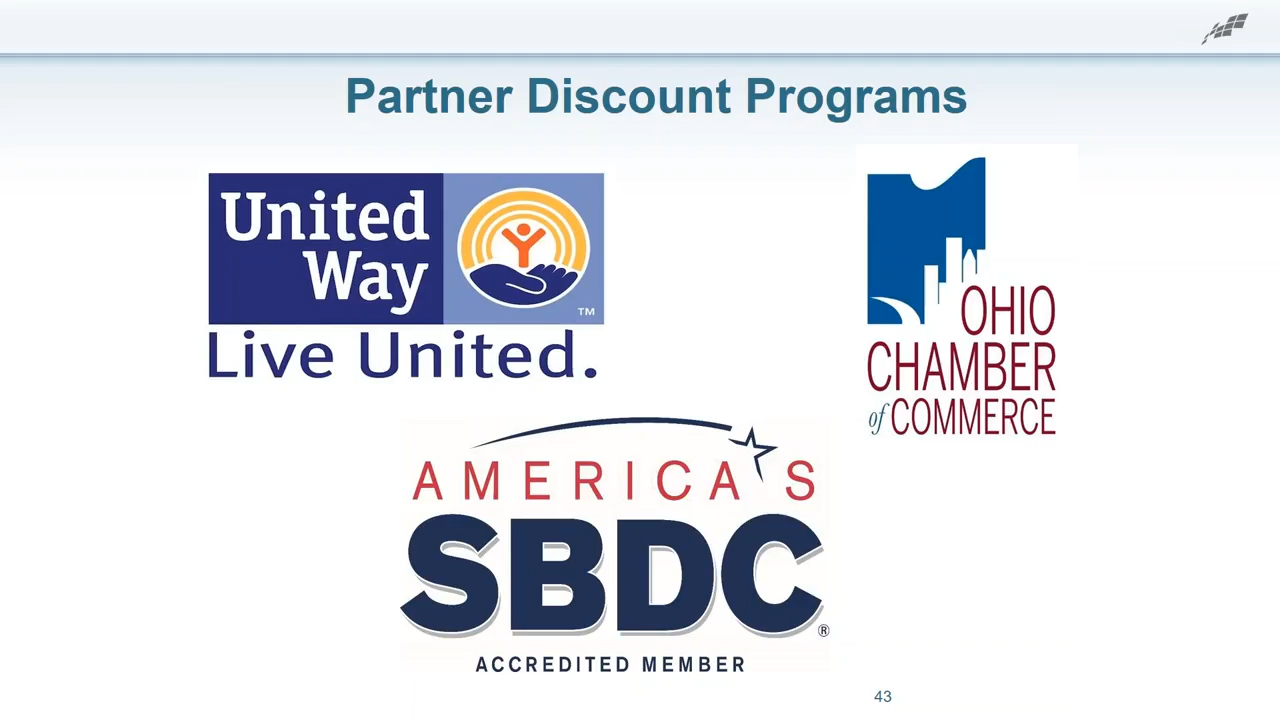 Partner Discount Programs
United
Way
TM
Live United.
OHIO
CHAMBER
of COMMERCE
AMERICA'S
SBDC
®
ACCREDITED MEMBER
43